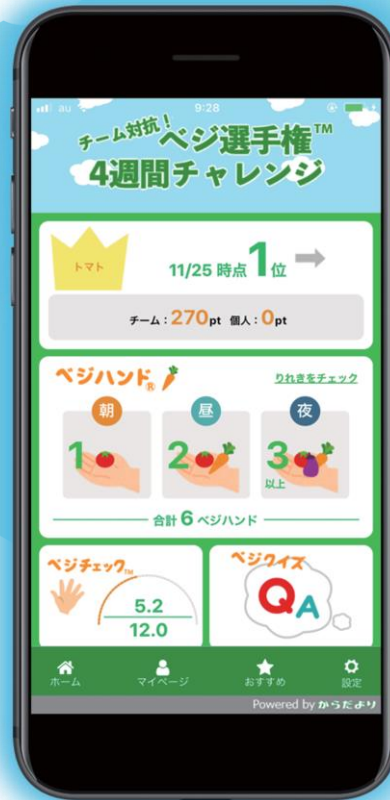 au 9:28
チーム対抗！ベジ選手権™
4週間チャレンジ
トマト
11/25 時点 1位
チーム：270pt 個人：0pt
ベジハンド® りれきをチェック
朝 昼 夜
1 2 3
以上
合計 6 ベジハンド
ベジチェック™ ベジクイズ
5.2
12.0
QA
ホーム マイページ おすすめ 設定
Powered by からだより